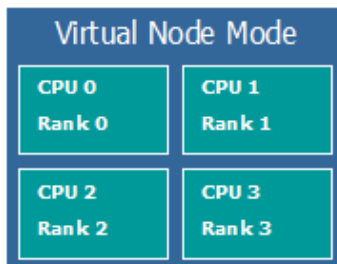 Virtual Node Mode
CPU 0
Rank 0
CPU 1
Rank 1
CPU 2
Rank 2
CPU 3
Rank 3